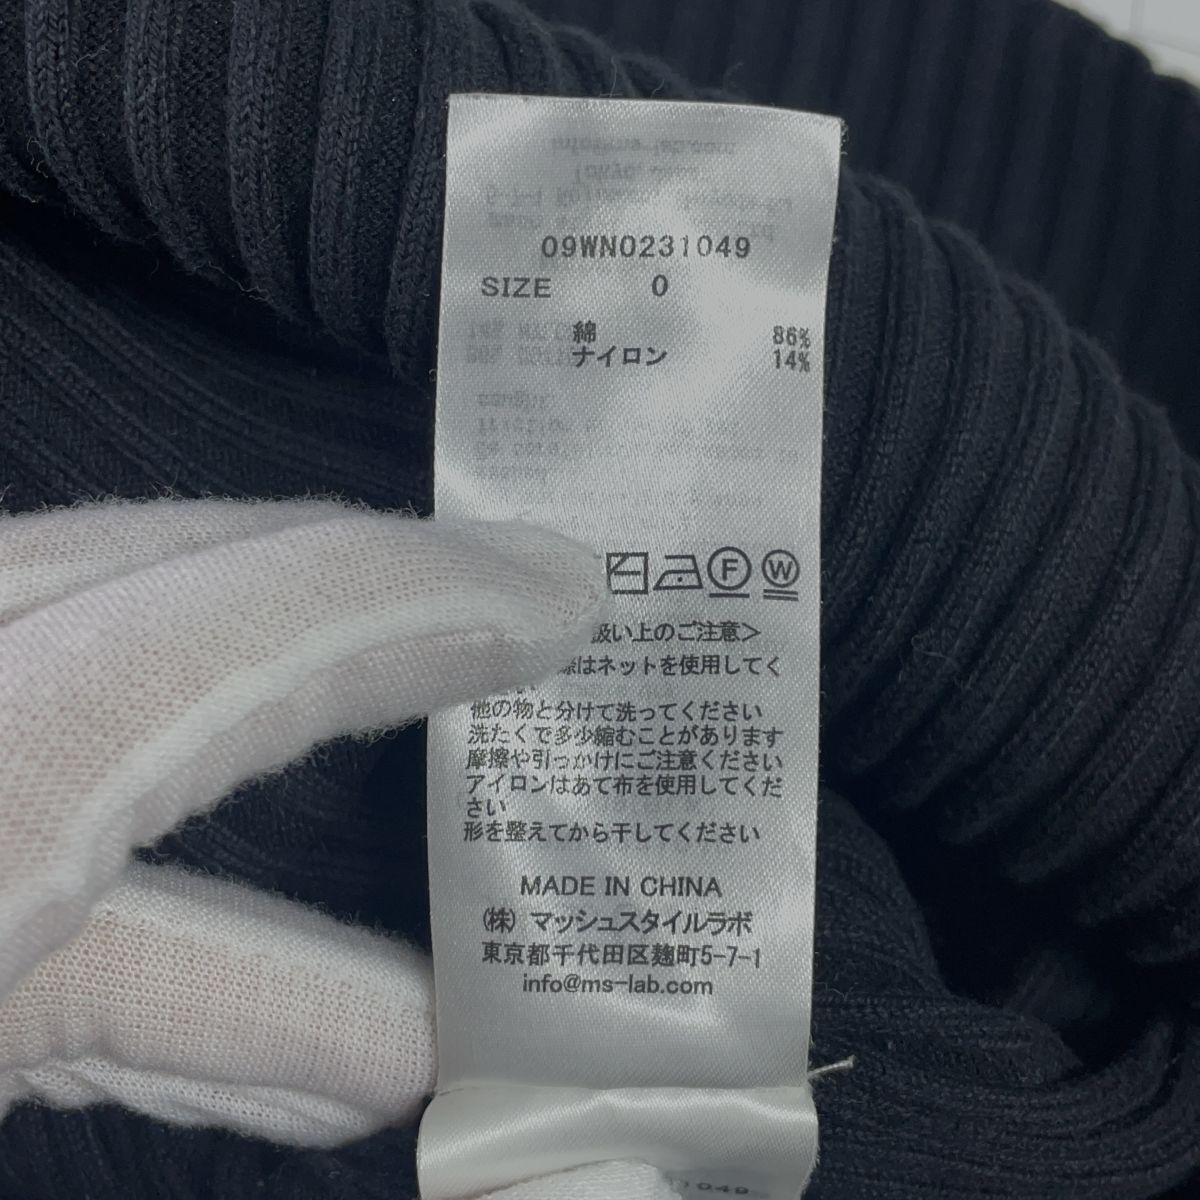 09WN0231049
SIZE 0
綿 86%
ナイロン 14%
F W
扱い上のご注意>
際はネットを使用してく
い
他の物と分けて洗ってください
洗たくで多少縮むことがあります
摩擦や引っかけにご注意ください
アイロンはあて布を使用してくだ
さい
形を整えてから干してください
MADE IN CHINA
(株) マッシュスタイルラボ
東京都千代田区麹町5-7-1
info@ms-lab.com
1049